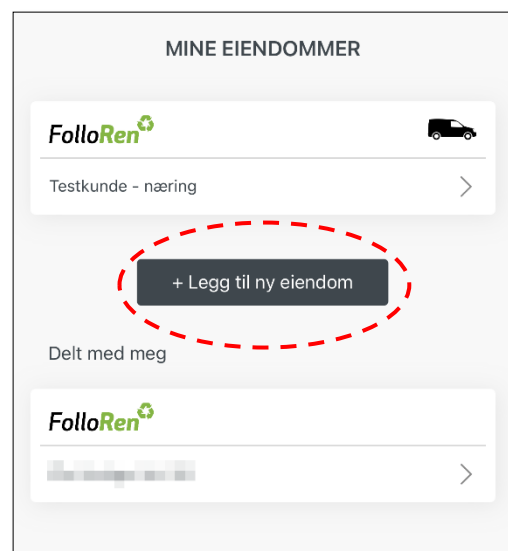 MINE EIENDOMMER
FolloRen
Testkunde - næring
+ Legg til ny eiendom
Delt med meg
FolloRen